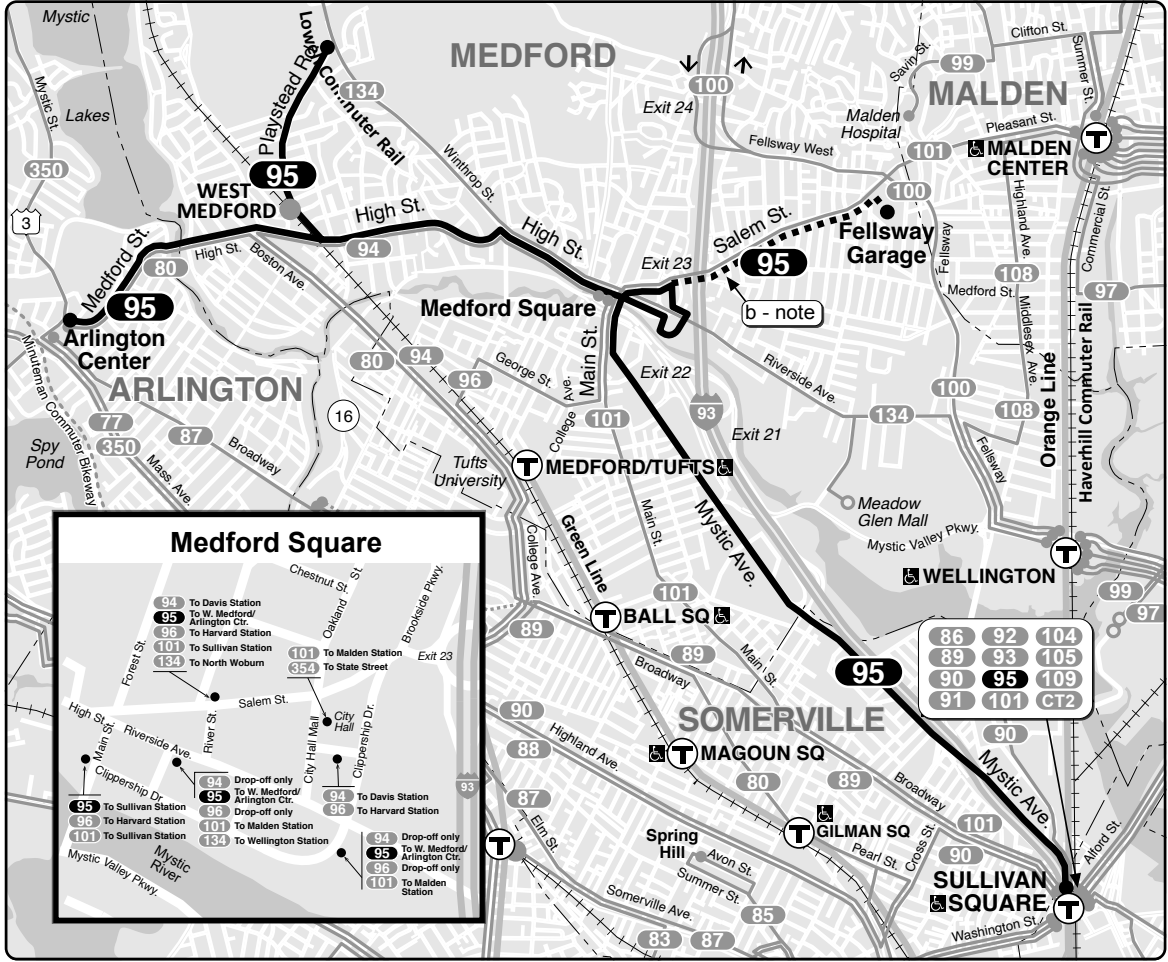 Mystic
Lakes
Mystic St.
350
3
Lowell Commuter Rail
Playstead Rd.
134
MEDFORD
Winthrop St.
95
WEST
MEDFORD
High St.
94
High St.
Medford St.
80
High St.
Boston Ave.
95
Arlington
Center
ARLINGTON
Minuteman Commuter Bikeway
77
350
87
Mass. Ave.
Broadway
Spy
Pond
16
80
94
96
George St.
College Ave.
Tufts
University
MEDFORD/TUFTS
Medford Square
Main St.
101
Exit 24
100
Exit 23
Salem St.
95
b - note
Fellsway
Garage
100
Fellsway West
Malden
Hospital
Savin St.
99
Clifton St.
Summer St.
MALDEN
Pleasant St.
101
MALDEN
CENTER
Highland Ave.
Commercial St.
Fellsway
108
Medford St.
97
Middlesex Ave.
108
100
Orange Line
Haverhill Commuter Rail
Exit 22
93
Exit 21
Riverside Ave.
134
Fellsway
Meadow
Glen Mall
Mystic Valley Pkwy.
WELLINGTON
99
97
Mystic Ave.
Main St.
101
Green Line
College Ave.
89
BALL SQ
89
Broadway
Main St.
95
86 92 104
89 93 105
90 95 109
91 101 CT2
90
SOMERVILLE
MAGOUN SQ
90
88
Highland Ave.
87
Elm St.
80
89
Broadway
Mystic Ave.
101
90
GILMAN SQ
Pearl St.
Cross St.
Spring
Hill
Avon St.
Summer St.
Somerville Ave.
85
83
87
Alford St.
SULLIVAN
SQUARE
Washington St.
T
T
T
T
T
T
T
T
Medford Square
Chestnut St.
Oakland St.
Brookside Pkwy.
Exit 23
Forest St.
94 To Davis Station
95 To W. Medford/
Arlington Ctr.
96 To Harvard Station
101 To Sullivan Station
134 To North Woburn
101 To Malden Station
354 To State Street
Salem St.
High St.
Main St.
Riverside Ave.
River St.
City Hall Mall
City
Hall
Clippership Dr.
Clippership Dr.
95 To Sullivan Station
96 To Harvard Station
101 To Sullivan Station
94 Drop-off only
95 To W. Medford/
Arlington Ctr.
96 Drop-off only
101 To Malden Station
134 To Wellington Station
94 To Davis Station
96 To Harvard Station
93
94 Drop-off only
95 To W. Medford/
Arlington Ctr.
96 Drop-off only
101 To Malden
Station
Mystic
River
Mystic Valley Pkwy.